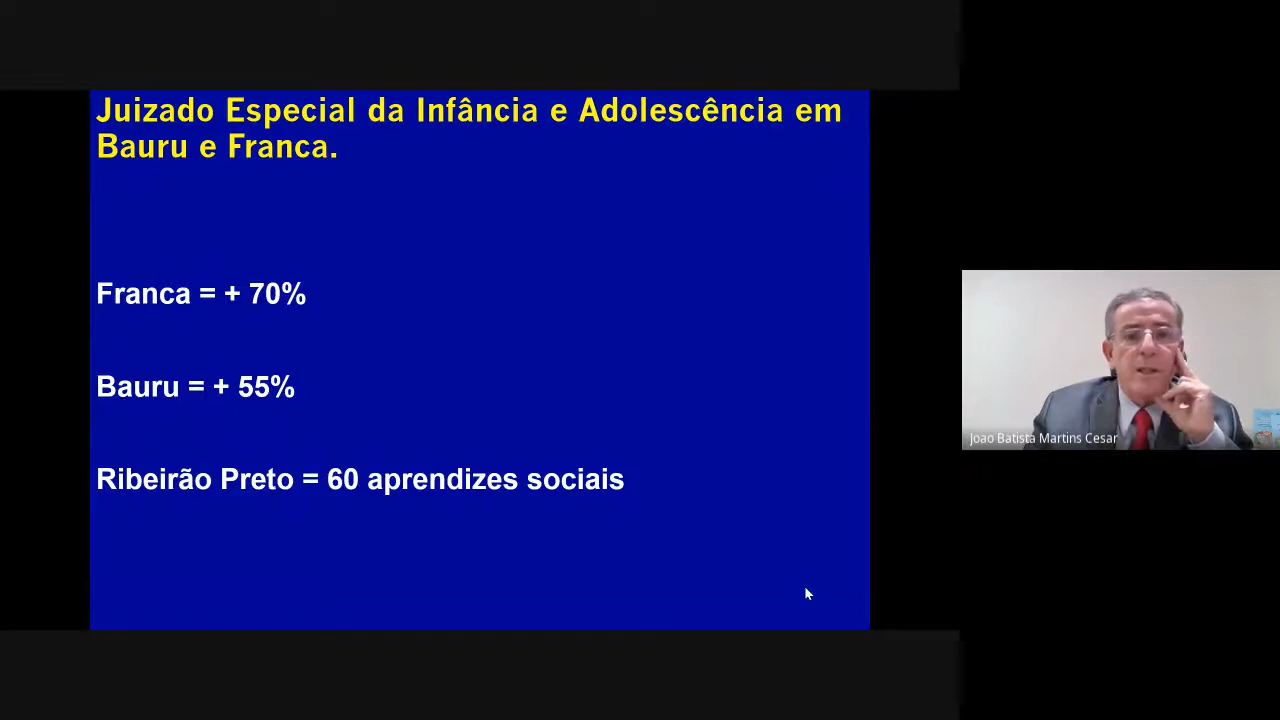 Juizado Especial da Infância e Adolescência em
Bauru e Franca.
Franca = + 70%
Bauru = + 55%
Ribeirão Preto = 60 aprendizes sociais
Joao Batista Martins Cesar